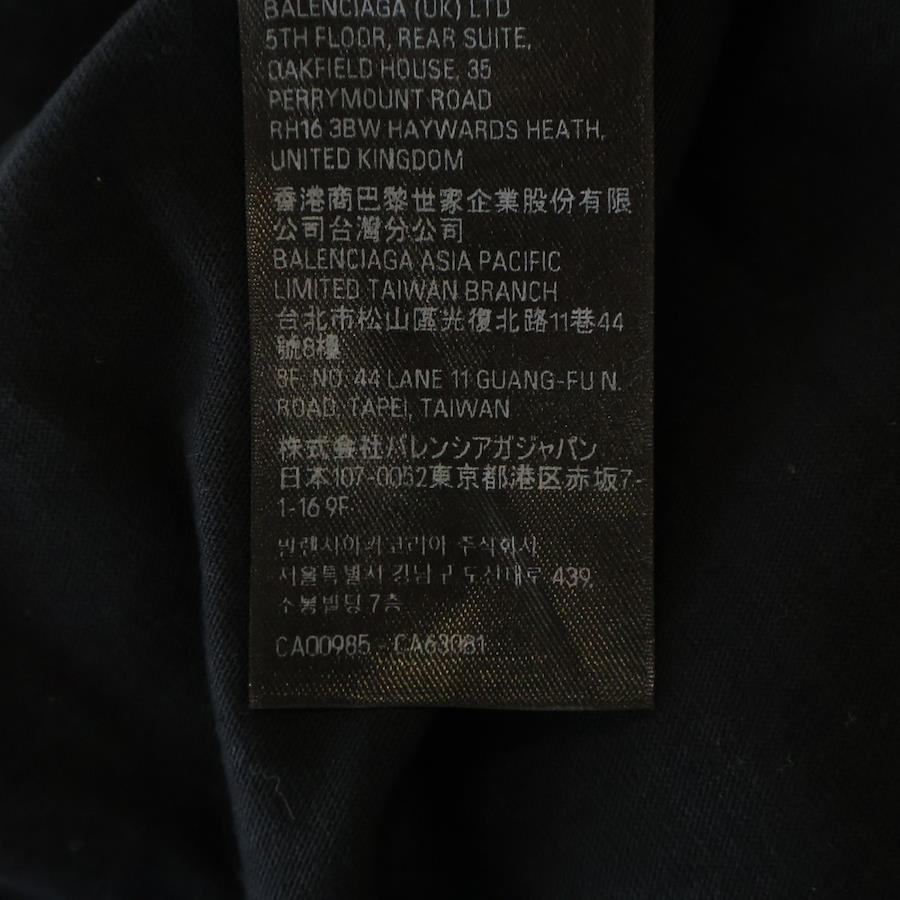 BALENCIAGA (UK) LTD
5TH FLOOR, REAR SUITE,
OAKFIELD HOUSE, 35
PERRYMOUNT ROAD
RH16 3BW HAYWARDS HEATH,
UNITED KINGDOM
香港商巴黎世家企業股份有限
公司台灣分公司
BALENCIAGA ASIA PACIFIC
LIMITED TAIWAN BRANCH
台北市松山區光復北路11巷44
號8樓
8F. NO. 44 LANE 11 GUANG-FU N.
ROAD, TAPEI, TAIWAN
株式会社バレンシアガジャパン
日本107-0052東京都港区赤坂7-
1-16 9F
발렌시아가코리아 주식회사
서울특별시 강남구 도산대로 439,
소봉빌딩 7층
CA00985 - CA63081